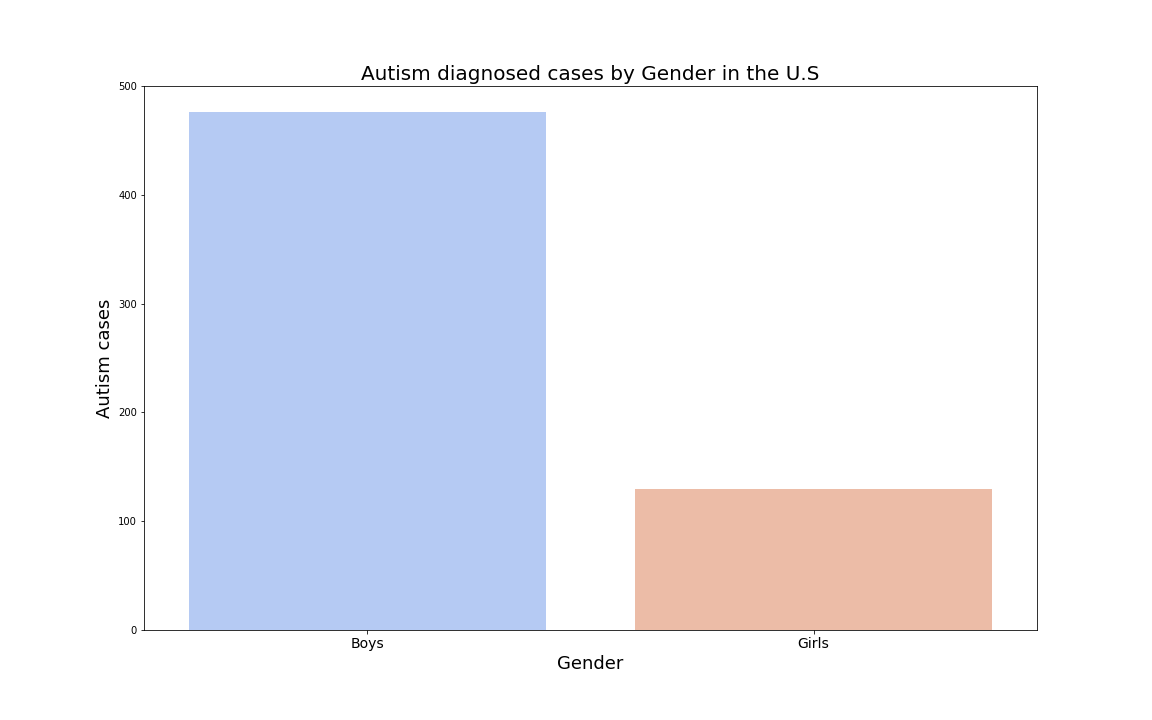 Autism diagnosed cases by Gender in the U.S
500
400
300
200
100
0
Autism cases
Boys
Girls
Gender